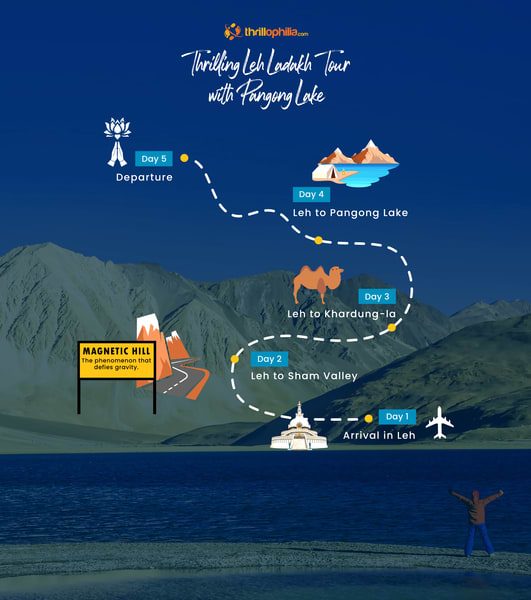 thrillophilia.com
Thrilling Leh Ladakh Tour
with Pangong Lake
Day 5
Departure
Day 4
Leh to Pangong Lake
Day 3
Leh to Khardung-la
MAGNETIC HILL
The phenomenon that
defies gravity.
Day 2
Leh to Sham Valley
Day 1
Arrival in Leh